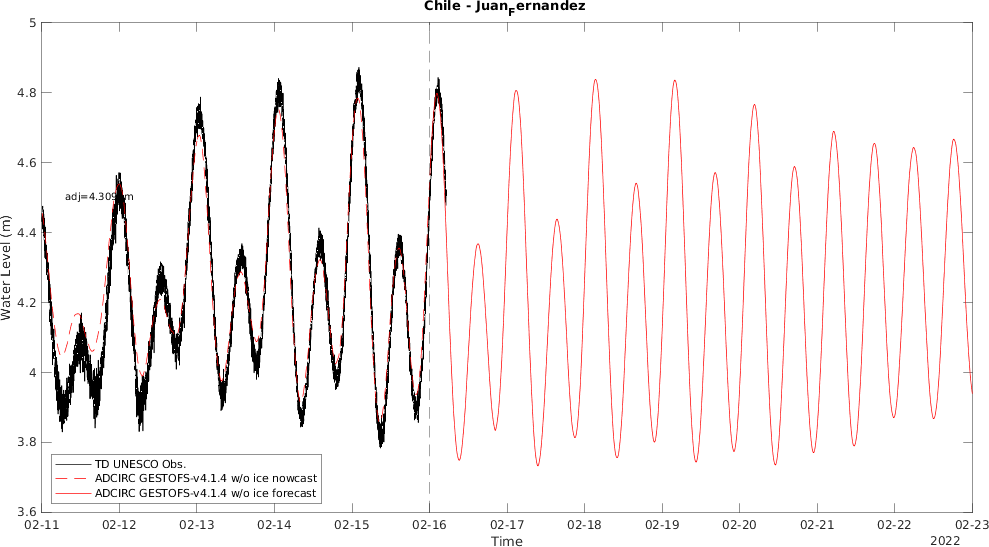 Chile - JuanFernandez
5
4.8
4.6
4.4
4.2
4
3.8
3.6
Water Level (m)
adj=4.309 m
TD UNESCO Obs.
ADCIRC GESTOFS-v4.1.4 w/o ice nowcast
ADCIRC GESTOFS-v4.1.4 w/o ice forecast
02-11 02-12 02-13 02-14 02-15 02-16 02-17 02-18 02-19 02-20 02-21 02-22 02-23
Time
2022